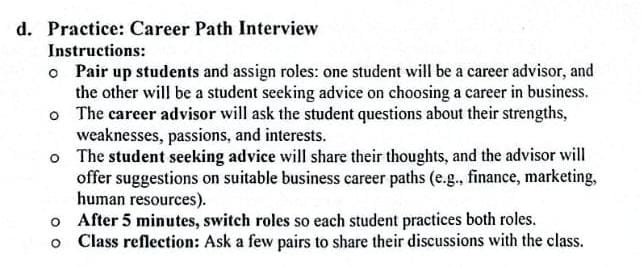 d. Practice: Career Path Interview
Instructions:
o Pair up students and assign roles: one student will be a career advisor, and
the other will be a student seeking advice on choosing a career in business.
o The career advisor will ask the student questions about their strengths,
weaknesses, passions, and interests.
o The student seeking advice will share their thoughts, and the advisor will
offer suggestions on suitable business career paths (e.g., finance, marketing,
human resources).
o After 5 minutes, switch roles so each student practices both roles.
o Class reflection: Ask a few pairs to share their discussions with the class.